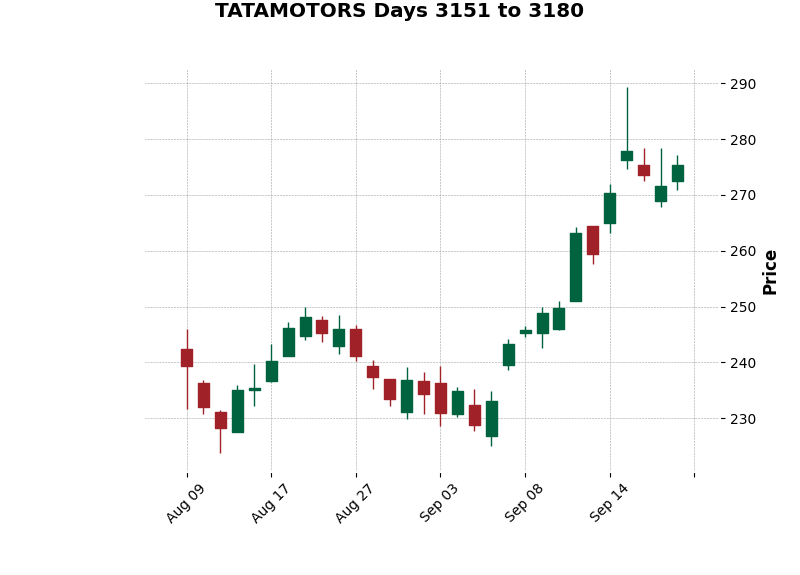 TATAMOTORS Days 3151 to 3180
290
280
270
260
250
240
230
Price
Aug 09
Aug 17
Aug 27
Sep 03
Sep 08
Sep 14